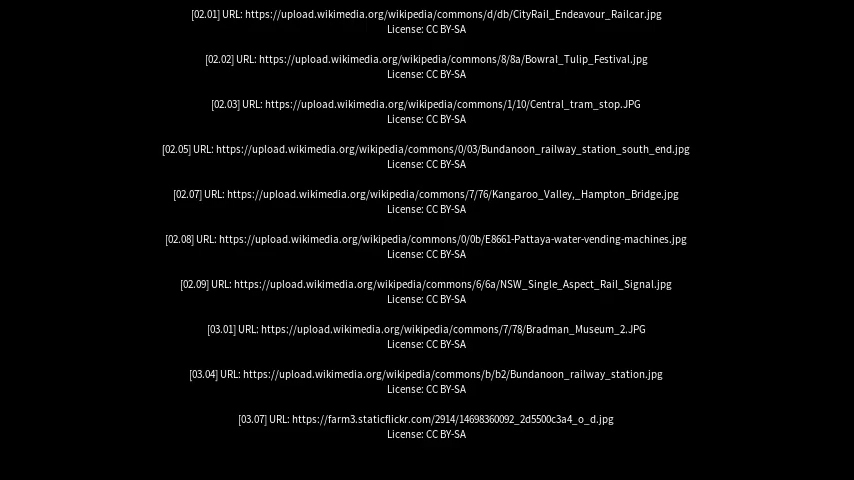 [02.01] URL: https://upload.wikimedia.org/wikipedia/commons/d/db/CityRail_Endeavour_Railcar.jpg
License: CC BY-SA
[02.02] URL: https://upload.wikimedia.org/wikipedia/commons/8/8a/Bowral_Tulip_Festival.jpg
License: CC BY-SA
[02.03] URL: https://upload.wikimedia.org/wikipedia/commons/1/10/Central_tram_stop.JPG
License: CC BY-SA
[02.05] URL: https://upload.wikimedia.org/wikipedia/commons/0/03/Bundanoon_railway_station_south_end.jpg
License: CC BY-SA
[02.07] URL: https://upload.wikimedia.org/wikipedia/commons/7/76/Kangaroo_Valley,_Hampton_Bridge.jpg
License: CC BY-SA
[02.08] URL: https://upload.wikimedia.org/wikipedia/commons/0/0b/E8661-Pattaya-water-vending-machines.jpg
License: CC BY-SA
[02.09] URL: https://upload.wikimedia.org/wikipedia/commons/6/6a/NSW_Single_Aspect_Rail_Signal.jpg
License: CC BY-SA
[03.01] URL: https://upload.wikimedia.org/wikipedia/commons/7/78/Bradman_Museum_2.JPG
License: CC BY-SA
[03.04] URL: https://upload.wikimedia.org/wikipedia/commons/b/b2/Bundanoon_railway_station.jpg
License: CC BY-SA
[03.07] URL: https://farm3.staticflickr.com/2914/14698360092_2d5500c3a4_o_d.jpg
License: CC BY-SA